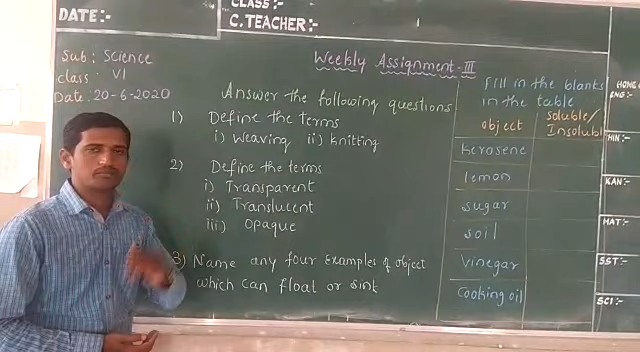 DATE:-
CLASS:-
C.TEACHER:-
Sub: Science
class: VI
Date: 20-6-2020
Weekly Assignment-III
Answer the following questions
1) Define the terms
i) Weaving ii) Knitting
2) Define the terms
i) Transparent
ii) Translucent
iii) Opaque
3) Name any four Examples of object
which can float or sink
Fill in the blanks
in the table
object Soluble/
Insolubl
Kerosene
lemon
sugar
soil
Vinegar
Cooking oil
ENG:-
HIN:-
KAN:-
MAT:-
SST:-
SCI:-